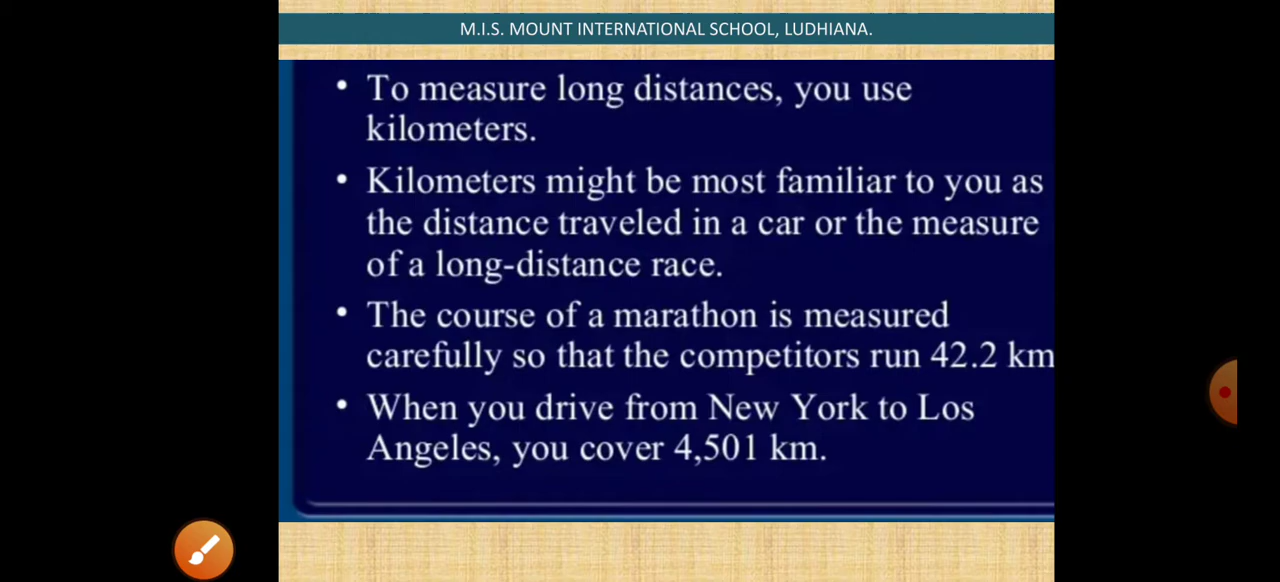 M.I.S. MOUNT INTERNATIONAL SCHOOL, LUDHIANA.
• To measure long distances, you use
kilometers.
• Kilometers might be most familiar to you as
the distance traveled in a car or the measure
of a long-distance race.
• The course of a marathon is measured
carefully so that the competitors run 42.2 km
• When you drive from New York to Los
Angeles, you cover 4,501 km.